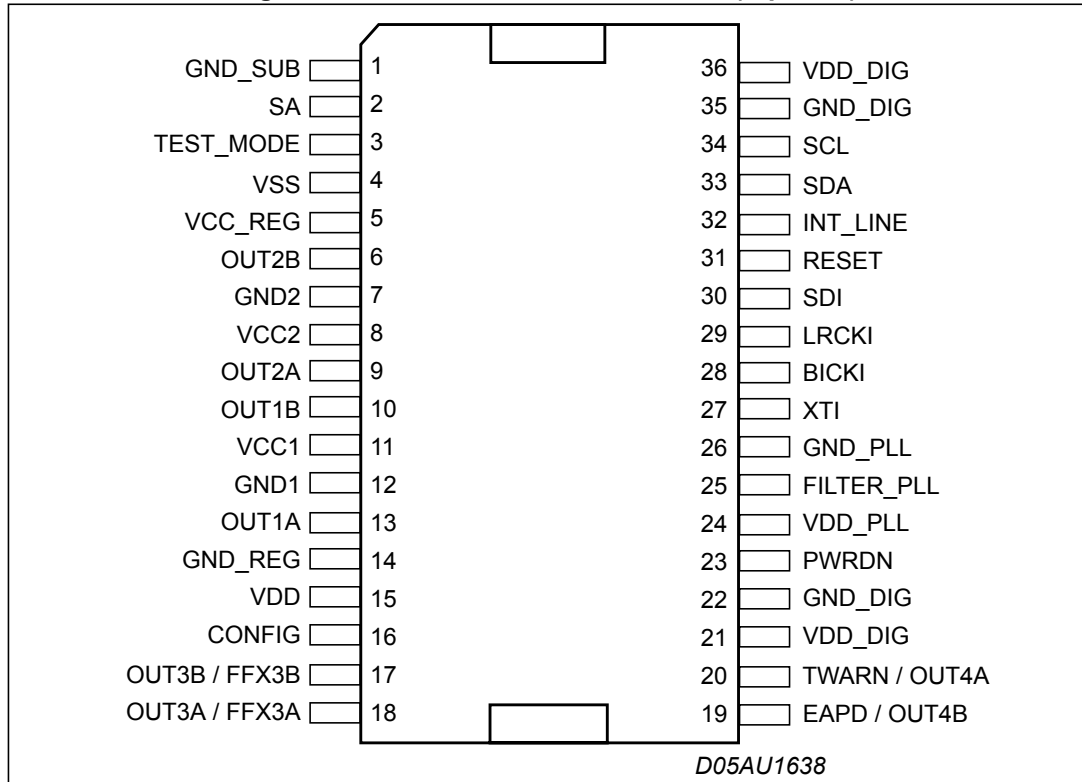 GND_SUB 1 36 VDD_DIG
SA 2 35 GND_DIG
TEST_MODE 3 34 SCL
VSS 4 33 SDA
VCC_REG 5 32 INT_LINE
OUT2B 6 31 RESET
GND2 7 30 SDI
VCC2 8 29 LRCKI
OUT2A 9 28 BICKI
OUT1B 10 27 XTI
VCC1 11 26 GND_PLL
GND1 12 25 FILTER_PLL
OUT1A 13 24 VDD_PLL
GND_REG 14 23 PWRDN
VDD 15 22 GND_DIG
CONFIG 16 21 VDD_DIG
OUT3B / FFX3B 17 20 TWARN / OUT4A
OUT3A / FFX3A 18 19 EAPD / OUT4B
D05AU1638